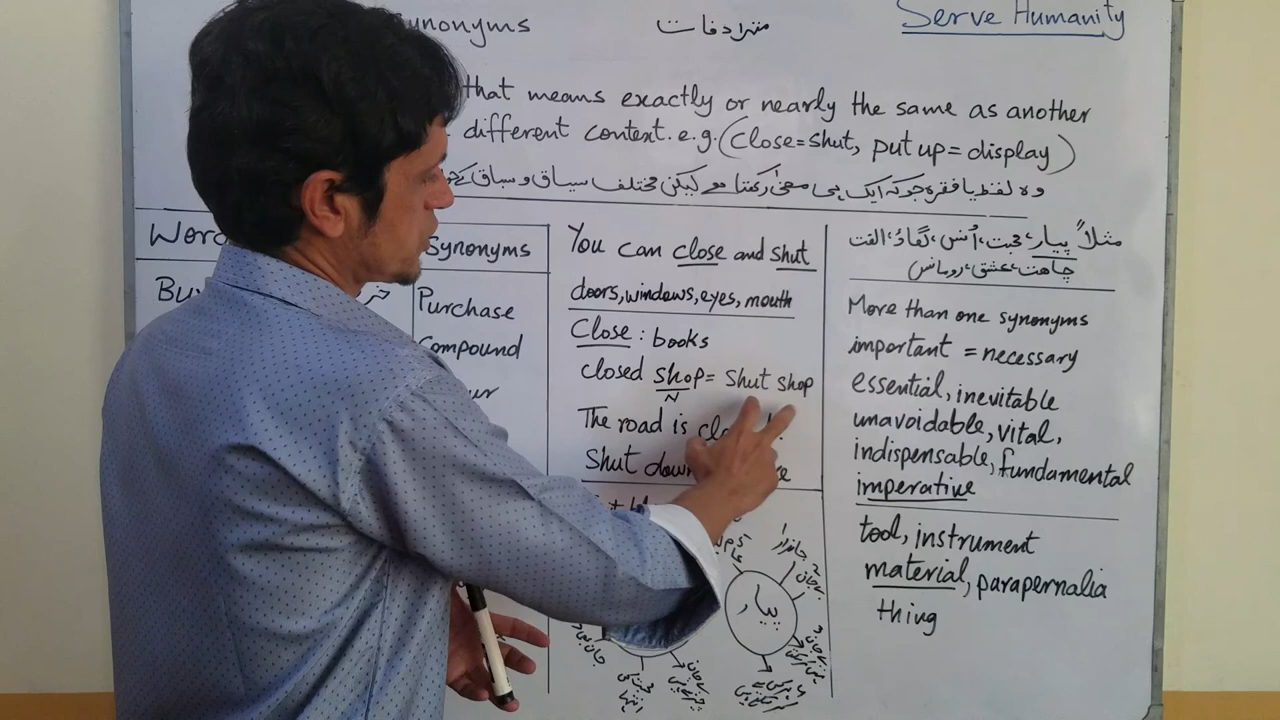 ynonyms مترادفات Serve Humanity
that means exactly or nearly the same as another
different context. e.g. (close=shut, put up=display)
وہ لفظ یا فقرہ جو کہ ایک ہی معنیٰ رکھتا ہے لیکن مختلف سیاق و سباق کے
Word
Synonyms
Purchase
Compound
You can close and shut
doors, windows, eyes, mouth
Close : books
closed shop = shut shop
N
The road is
Shut down
مثلاً پیار، محبت، اُنس، لگاؤ، الفت
چاہت، عشق، رومانس
More than one synonyms
important = necessary
essential, inevitable
unavoidable, vital,
indispensable, fundamental
imperative
tool, instrument
material, parapernalia
thing
جاندار
بےجان
پیار